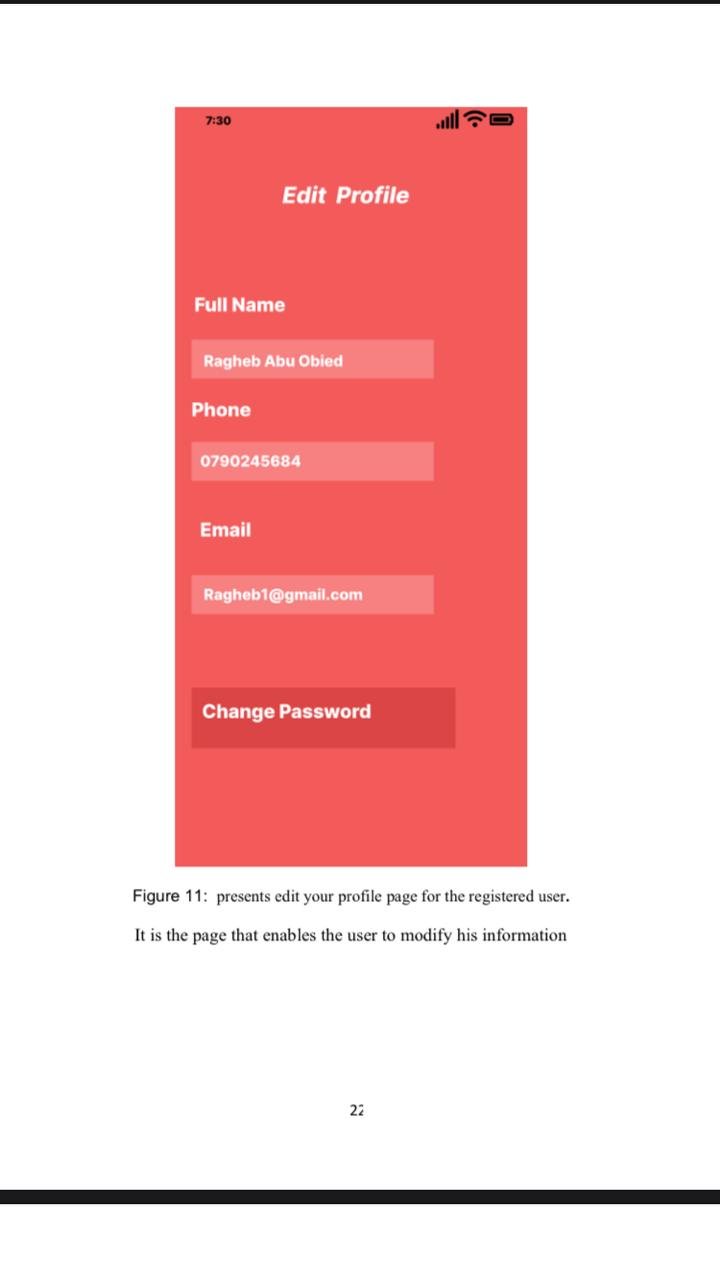 7:30
Edit Profile
Full Name
Ragheb Abu Obied
Phone
0790245684
Email
Ragheb1@gmail.com
Change Password
Figure 11: presents edit your profile page for the registered user.
It is the page that enables the user to modify his information
22